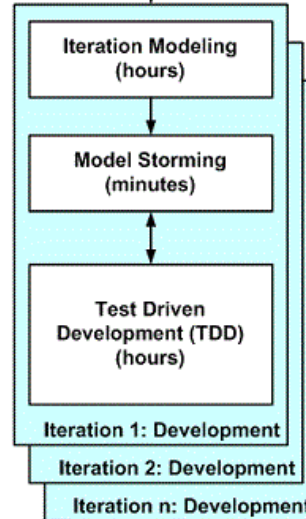 Iteration Modeling
(hours)
Model Storming
(minutes)
Test Driven
Development (TDD)
(hours)
Iteration 1: Development
Iteration 2: Development
Iteration n: Development